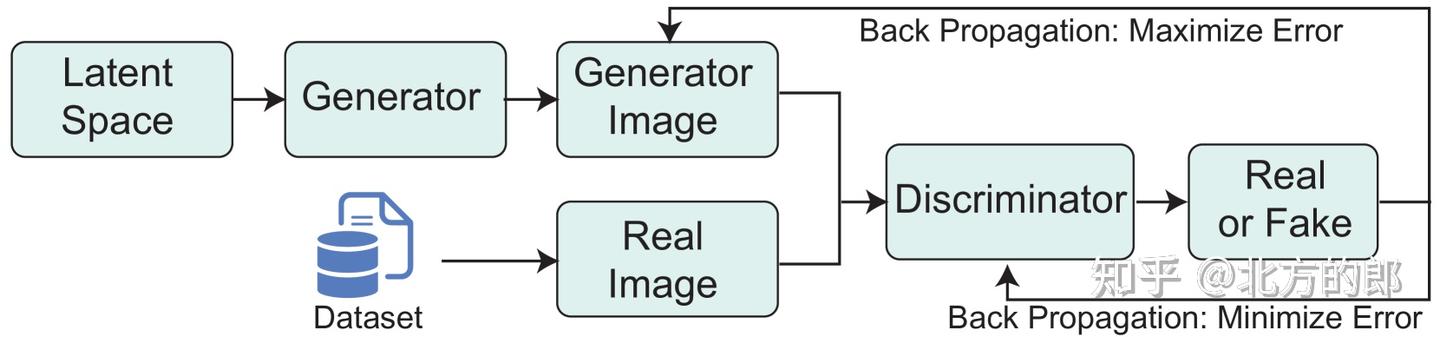 Back Propagation: Maximize Error
Latent
Space
Generator
Generator
Image
Discriminator
Real
or Fake
Real
Image
Dataset
知乎 @北方的郎
Back Propagation: Minimize Error